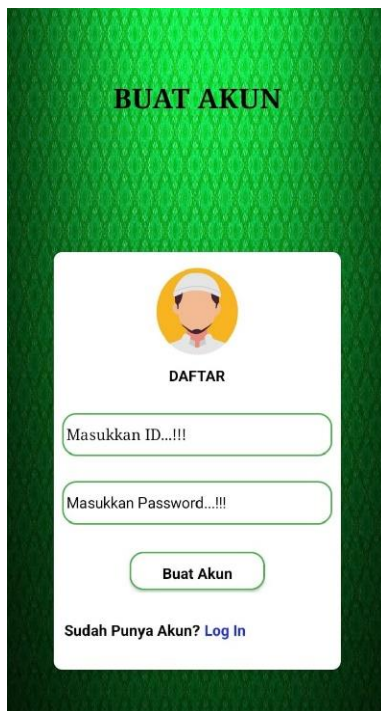 BUAT AKUN
DAFTAR
Masukkan ID...!!!
Masukkan Password...!!!
Buat Akun
Sudah Punya Akun? Log In